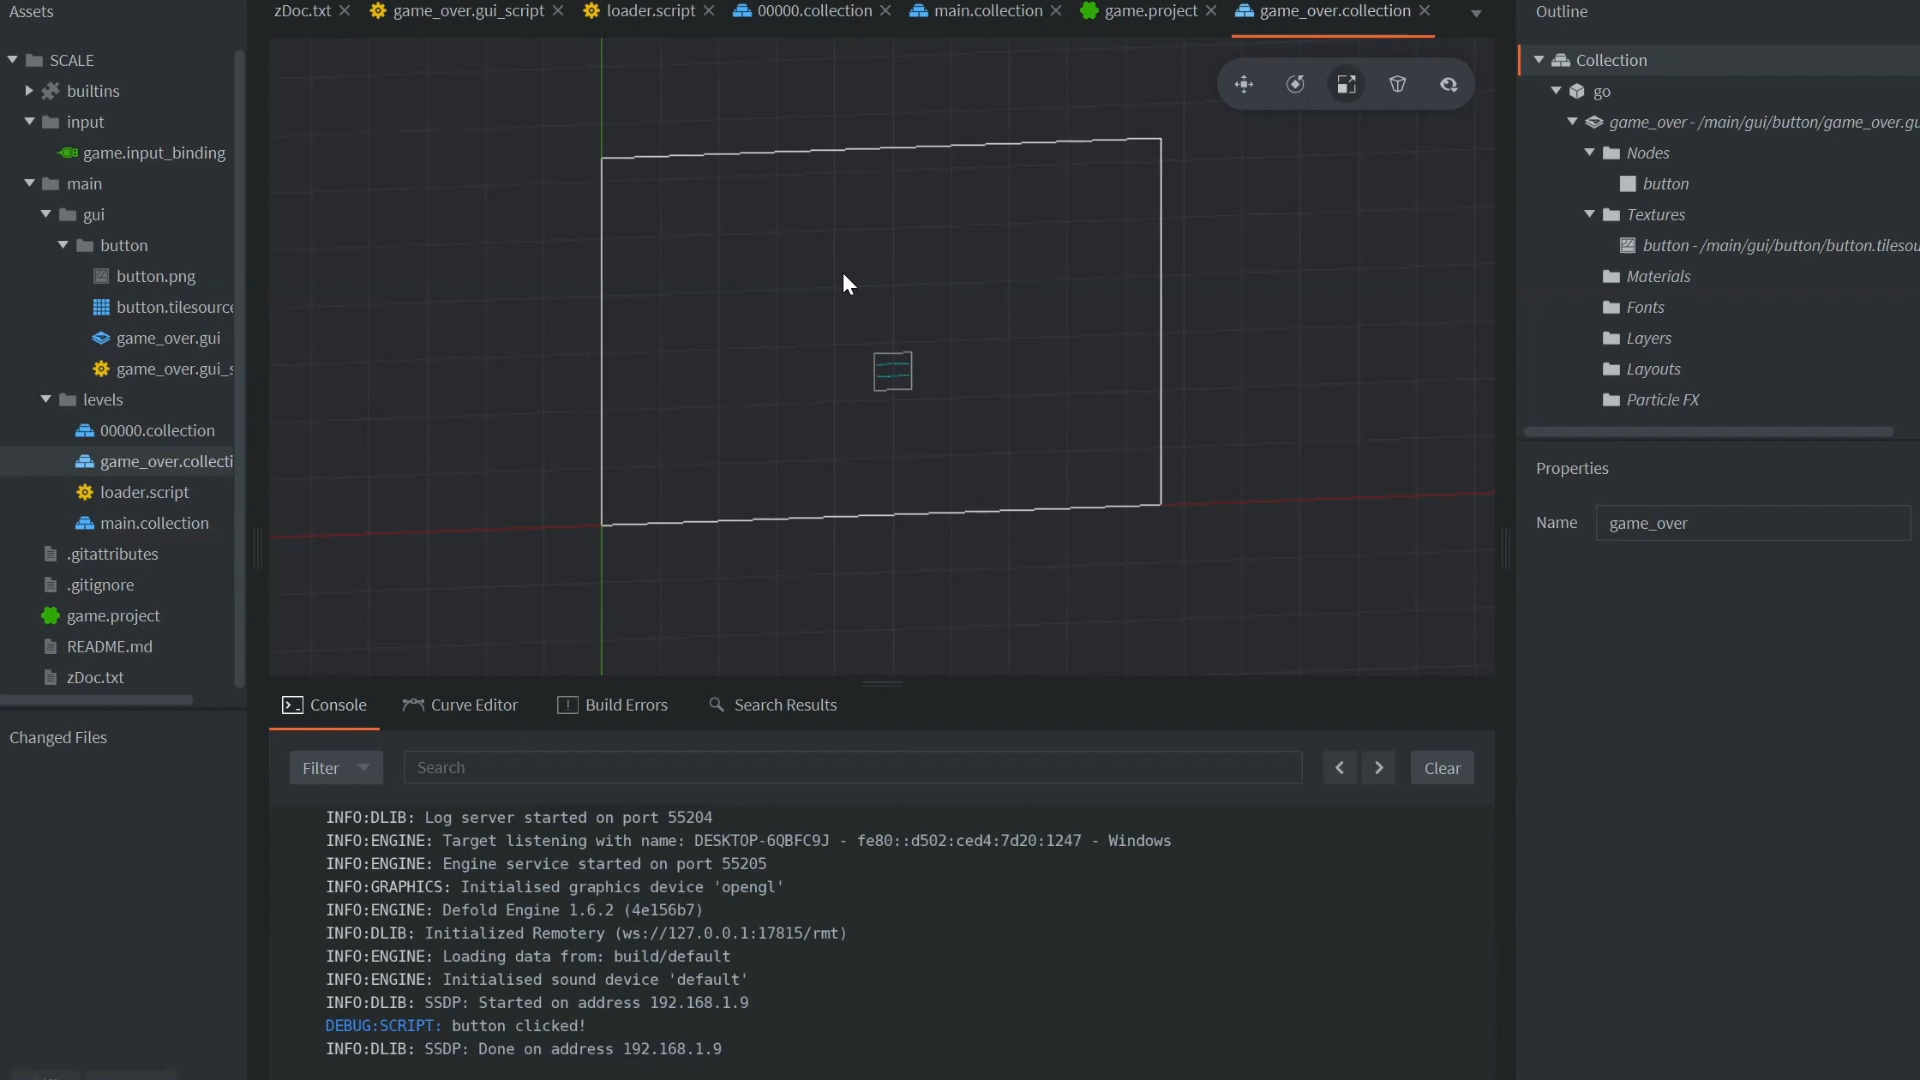 Assets
SCALE
builtins
input
game.input_binding
main
gui
button
button.png
button.tilesource
game_over.gui
game_over.gui_s
levels
00000.collection
game_over.collecti
loader.script
main.collection
.gitattributes
.gitignore
game.project
README.md
zDoc.txt
Changed Files
zDoc.txt
game_over.gui_script
loader.script
00000.collection
main.collection
game.project
game_over.collection
Console
Curve Editor
Build Errors
Search Results
Filter
Search
Clear
INFO:DLIB: Log server started on port 55204
INFO:ENGINE: Target listening with name: DESKTOP-6QBFC9J - fe80::d502:ced4:7d20:1247 - Windows
INFO:ENGINE: Engine service started on port 55205
INFO:GRAPHICS: Initialised graphics device 'opengl'
INFO:ENGINE: Defold Engine 1.6.2 (4e156b7)
INFO:DLIB: Initialized Remotery (ws://127.0.0.1:17815/rmt)
INFO:ENGINE: Loading data from: build/default
INFO:ENGINE: Initialised sound device 'default'
INFO:DLIB: SSDP: Started on address 192.168.1.9
DEBUG:SCRIPT: button clicked!
INFO:DLIB: SSDP: Done on address 192.168.1.9
Outline
Collection
go
game_over - /main/gui/button/game_over.gu
Nodes
button
Textures
button - /main/gui/button/button.tilesou
Materials
Fonts
Layers
Layouts
Particle FX
Properties
Name game_over